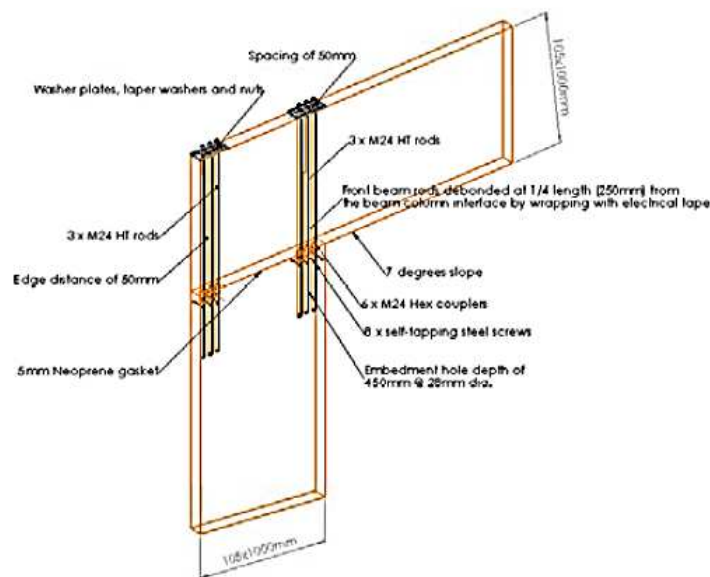 Spacing of 50mm
Washer plates, taper washers and nuts
105x1000mm
3 x M24 HT rods
Front beam rods debonded at 1/4 length (250mm) from
the beam column interface by wrapping with electrical tape
3 x M24 HT rods
Edge distance of 50mm
7 degrees slope
6 x M24 Hex couplers
8 x self-tapping steel screws
5mm Neoprene gasket
Embedment hole depth of
450mm @ 28mm dia.
105x1000mm